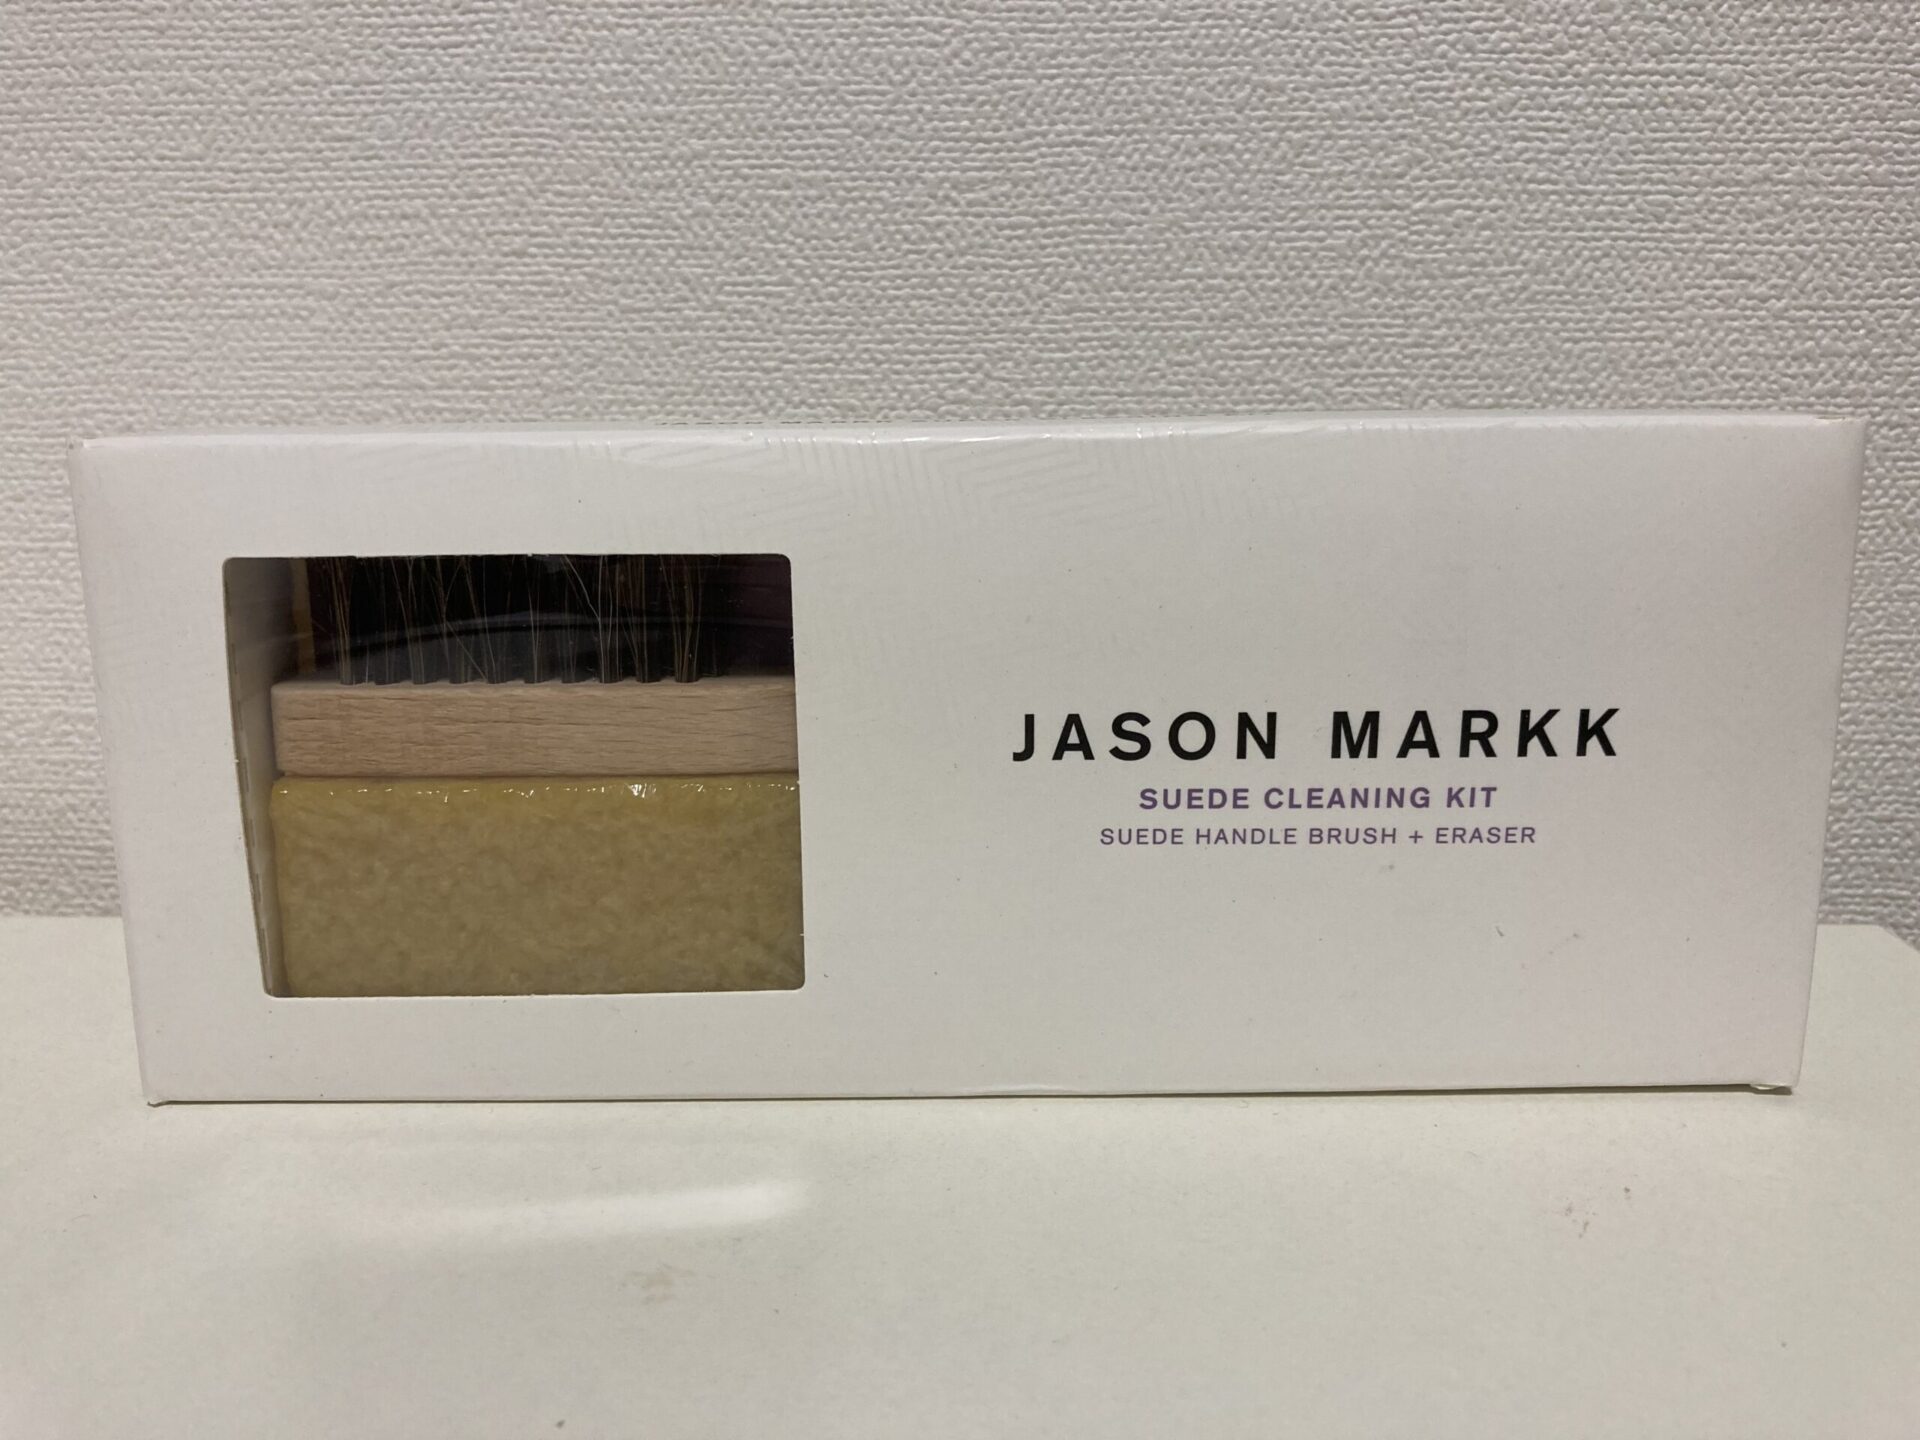 JASON MARKK
SUEDE CLEANING KIT
SUEDE HANDLE BRUSH + ERASER